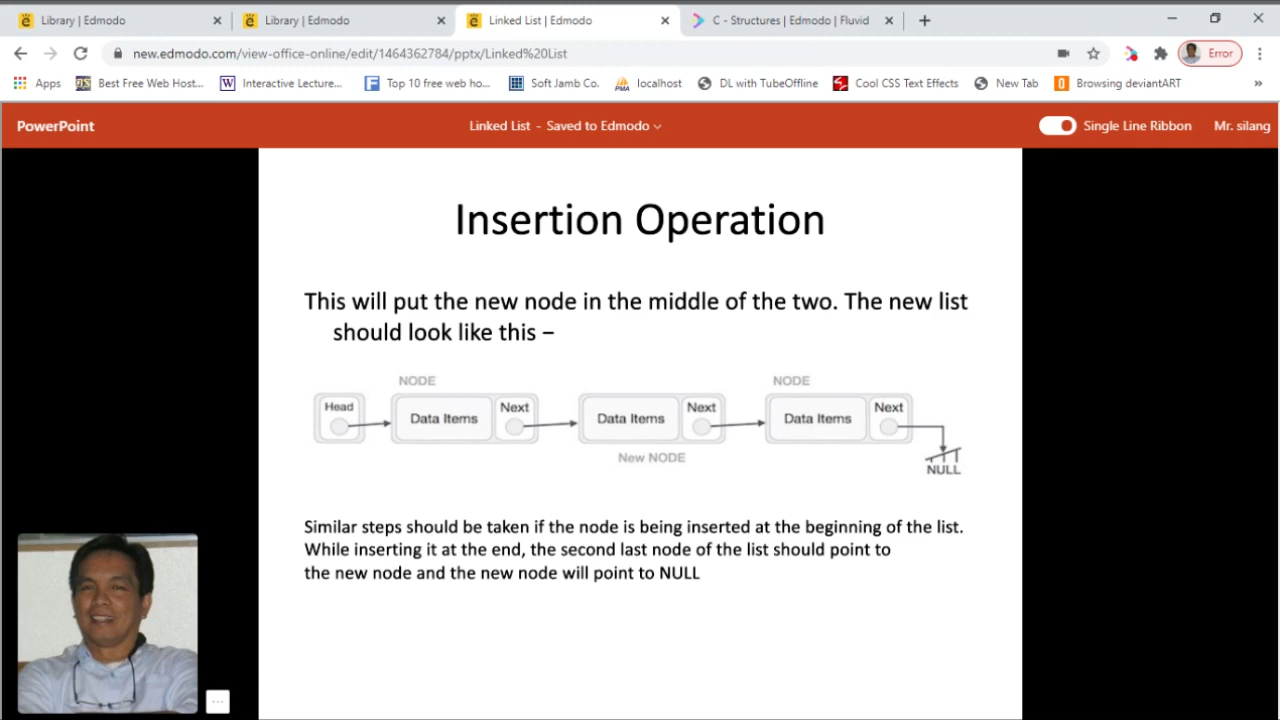 Library | Edmodo
Library | Edmodo
Linked List | Edmodo
C - Structures | Edmodo | Fluvid
new.edmodo.com/view-office-online/edit/1464362784/pptx/Linked%20List
Error
Apps
Best Free Web Host...
Interactive Lecture...
Top 10 free web ho...
Soft Jamb Co.
localhost
DL with TubeOffline
Cool CSS Text Effects
New Tab
Browsing deviantART
»
PowerPoint
Linked List - Saved to Edmodo
Single Line Ribbon
Mr. silang
Insertion Operation
This will put the new node in the middle of the two. The new list
should look like this −
NODE
NODE
Head
Data Items
Next
Data Items
Next
Data Items
Next
New NODE
NULL
Similar steps should be taken if the node is being inserted at the beginning of the list.
While inserting it at the end, the second last node of the list should point to
the new node and the new node will point to NULL